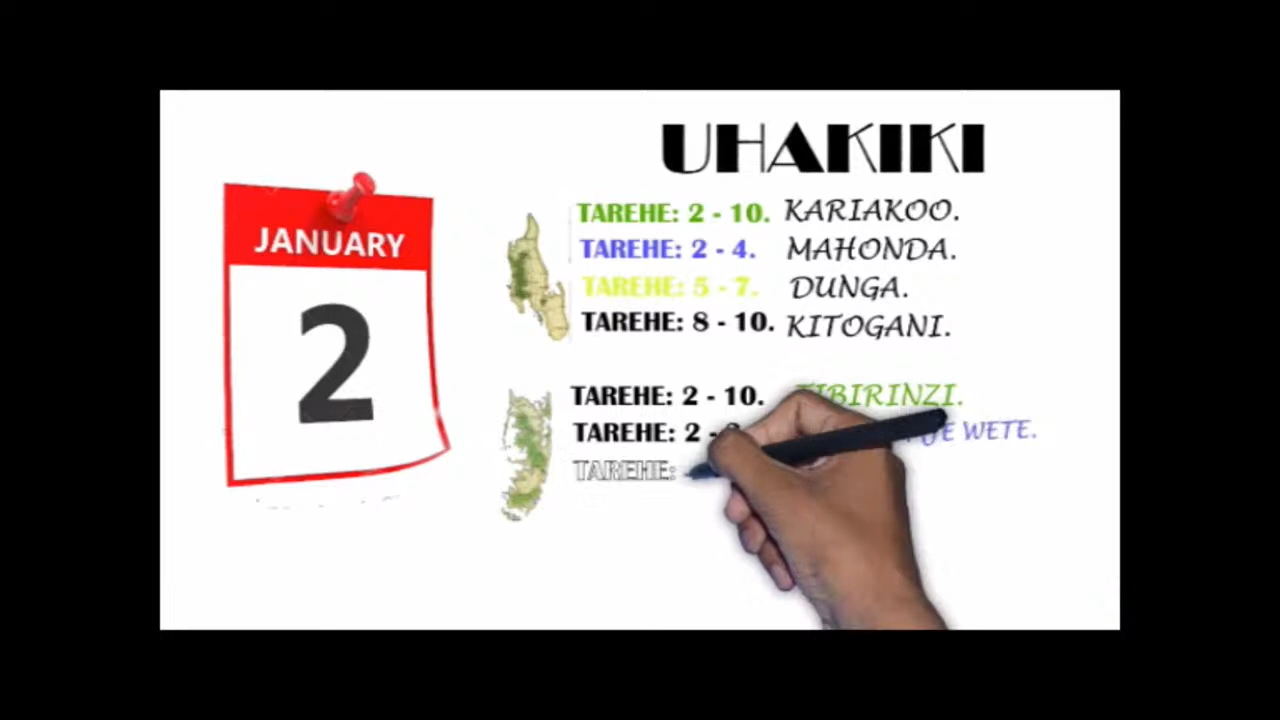 JANUARY
2
UHAKIKI
TAREHE: 2 - 10. KARIAKOO.
TAREHE: 2 - 4. MAHONDA.
TAREHE: 5 - 7. DUNGA.
TAREHE: 8 - 10. KITOGANI.
TAREHE: 2 - 10. TIBIRINZI.
TAREHE: 2 - WETE.
TAREHE: